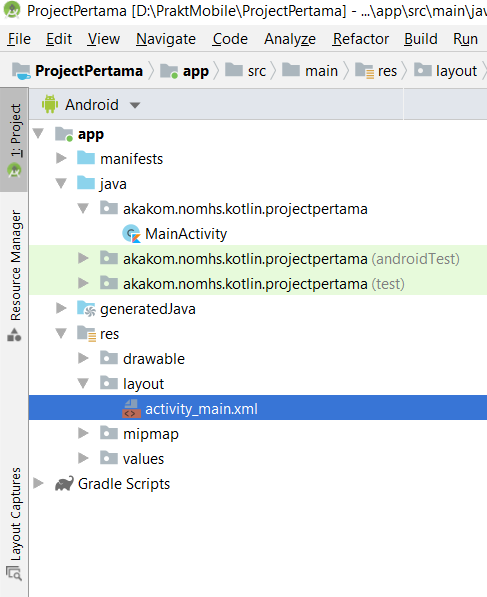 ProjectPertama [D:\PraktMobile\ProjectPertama] - ...\app\src\main\jav
File Edit View Navigate Code Analyze Refactor Build Run
ProjectPertama app src main res layout
1: Project
Android
app
manifests
java
akakom.nomhs.kotlin.projectpertama
MainActivity
akakom.nomhs.kotlin.projectpertama (androidTest)
akakom.nomhs.kotlin.projectpertama (test)
generatedJava
res
drawable
layout
activity_main.xml
mipmap
values
Gradle Scripts
Resource Manager
Layout Captures